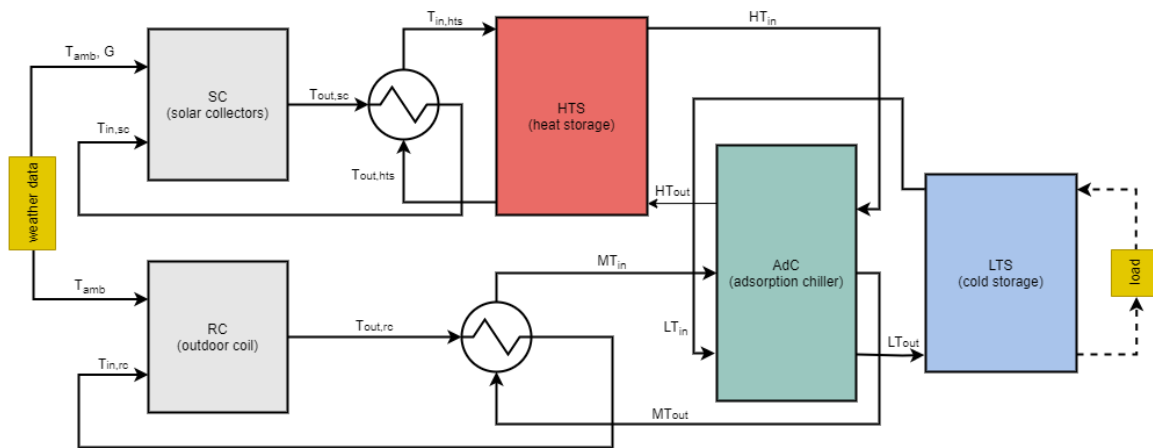 T_in,hts
HT_in
T_amb, G
SC
(solar collectors)
T_out,sc
HTS
(heat storage)
T_in,sc
T_out,hts
HT_out
weather data
T_amb
MT_in
AdC
(adsorption chiller)
LTS
(cold storage)
load
RC
(outdoor coil)
T_out,rc
LT_in
LT_out
T_in,rc
MT_out